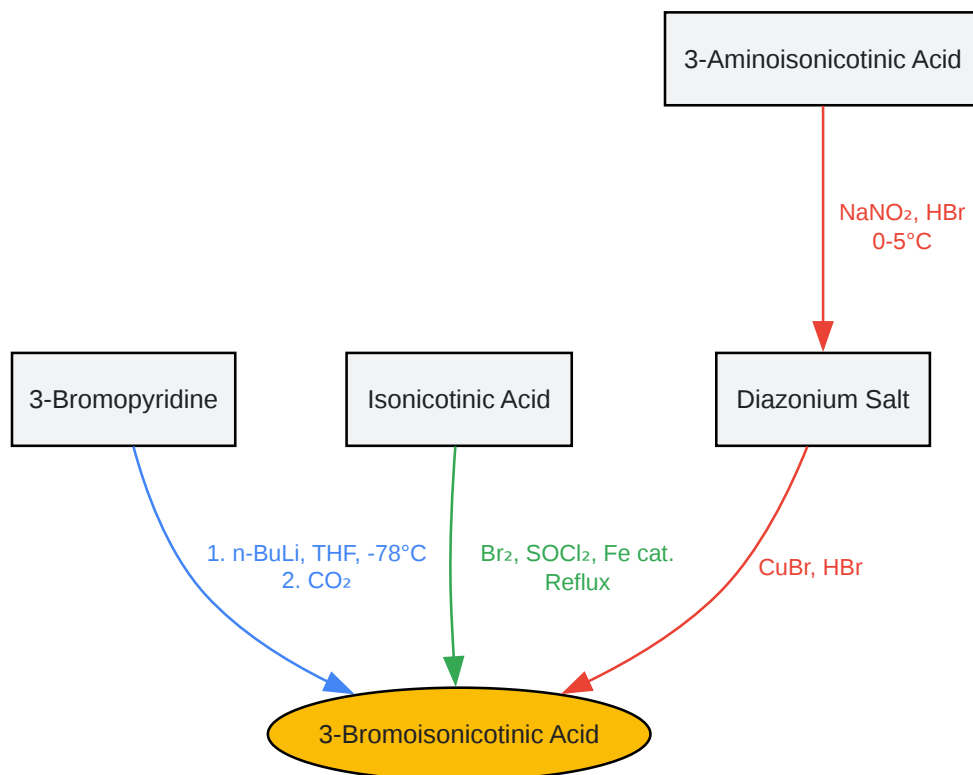 3-Aminoisonicotinic Acid
NaNO₂, HBr
0-5°C
3-Bromopyridine
Isonicotinic Acid
Diazonium Salt
1. n-BuLi, THF, -78°C
2. CO₂
Br₂, SOCl₂, Fe cat.
Reflux
CuBr, HBr
3-Bromoisonicotinic Acid